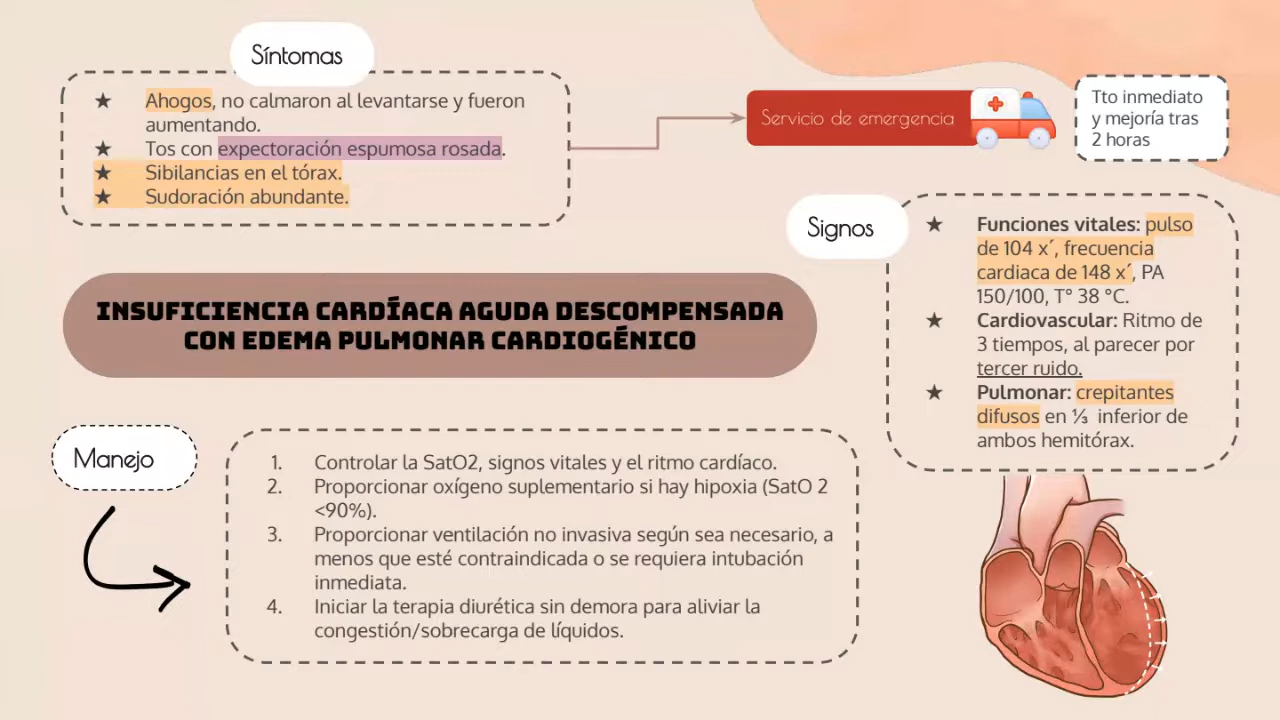 Síntomas
★ Ahogos, no calmaron al levantarse y fueron
aumentando.
★ Tos con expectoración espumosa rosada.
★ Sibilancias en el tórax.
★ Sudoración abundante.
Servicio de emergencia
Tto inmediato
y mejoría tras
2 horas
Signos
★ Funciones vitales: pulso
de 104 x´, frecuencia
cardiaca de 148 x´, PA
150/100, T° 38 °C.
★ Cardiovascular: Ritmo de
3 tiempos, al parecer por
tercer ruido.
★ Pulmonar: crepitantes
difusos en ⅓ inferior de
ambos hemitórax.
INSUFICIENCIA CARDÍACA AGUDA DESCOMPENSADA
CON EDEMA PULMONAR CARDIOGÉNICO
Manejo
1. Controlar la SatO2, signos vitales y el ritmo cardíaco.
2. Proporcionar oxígeno suplementario si hay hipoxia (SatO 2
<90%).
3. Proporcionar ventilación no invasiva según sea necesario, a
menos que esté contraindicada o se requiera intubación
inmediata.
4. Iniciar la terapia diurética sin demora para aliviar la
congestión/sobrecarga de líquidos.